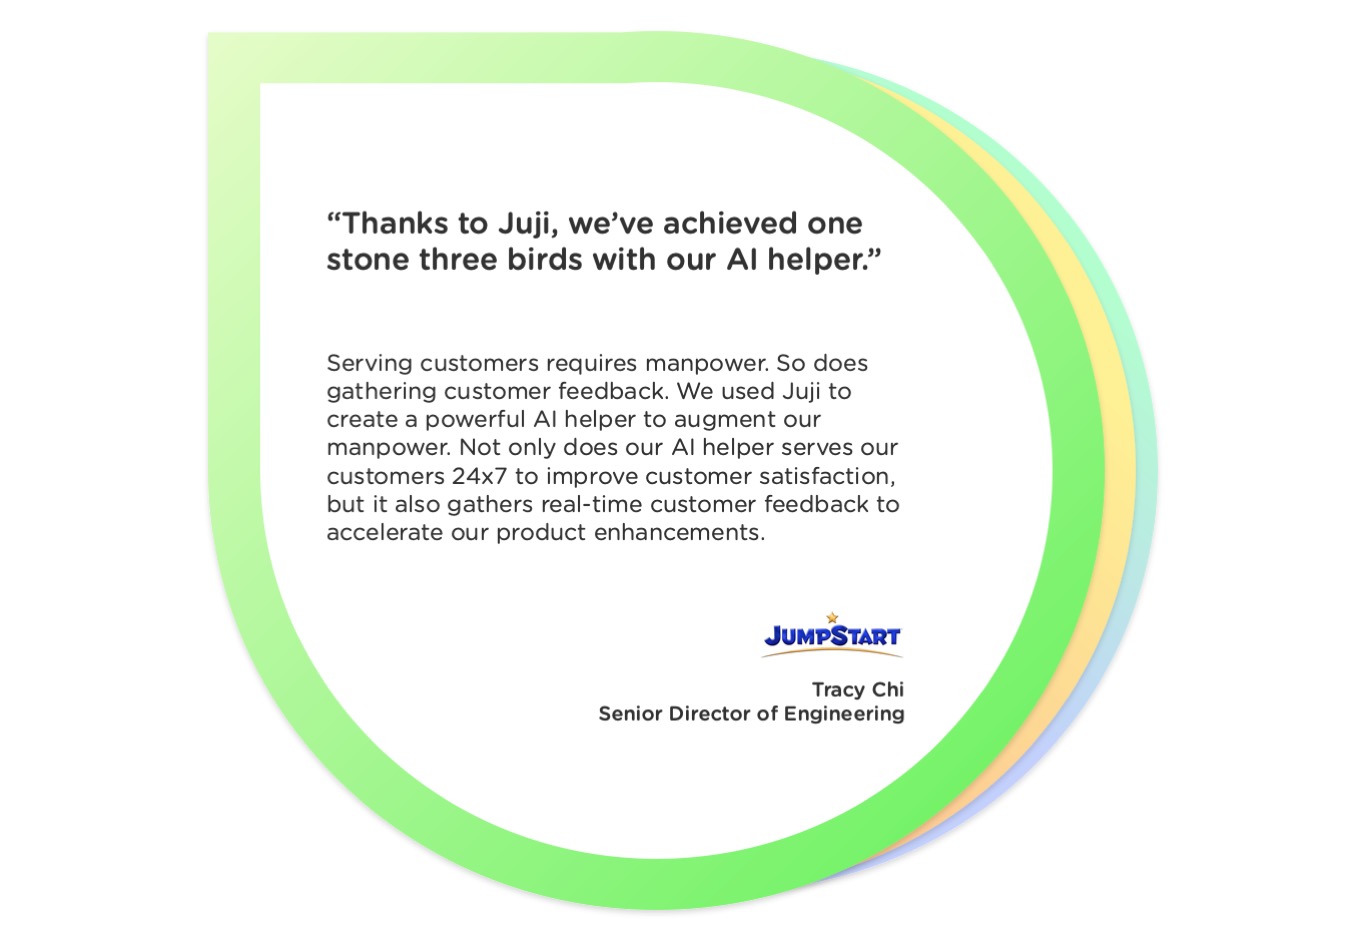 “Thanks to Juji, we’ve achieved one
stone three birds with our AI helper.”
Serving customers requires manpower. So does
gathering customer feedback. We used Juji to
create a powerful AI helper to augment our
manpower. Not only does our AI helper serves our
customers 24x7 to improve customer satisfaction,
but it also gathers real-time customer feedback to
accelerate our product enhancements.
JUMPSTART
Tracy Chi
Senior Director of Engineering